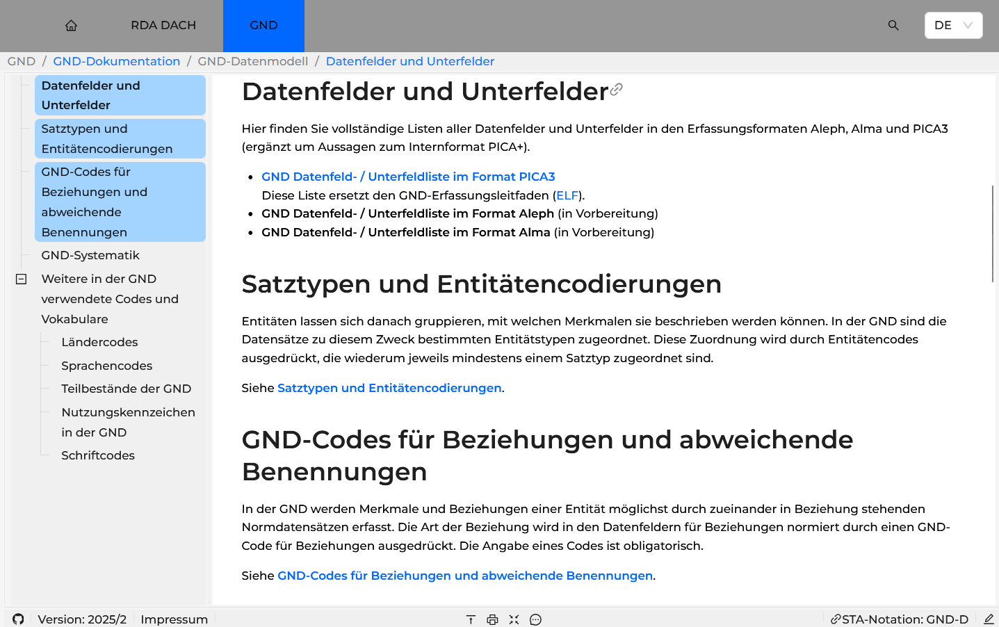 RDA DACH
GND
DE
GND / GND-Dokumentation / GND-Datenmodell / Datenfelder und Unterfelder
Datenfelder und
Unterfelder
Satztypen und
Entitätencodierungen
GND-Codes für
Beziehungen und
abweichende
Benennungen
GND-Systematik
Weitere in der GND
verwendete Codes und
Vokabulare
Ländercodes
Sprachencodes
Teilbestände der GND
Nutzungskennzeichen
in der GND
Schriftcodes
Datenfelder und Unterfelder
Hier finden Sie vollständige Listen aller Datenfelder und Unterfelder in den Erfassungsformaten Aleph, Alma und PICA3
(ergänzt um Aussagen zum Internformat PICA+).
• GND Datenfeld- / Unterfeldliste im Format PICA3
Diese Liste ersetzt den GND-Erfassungsleitfaden (ELF).
• GND Datenfeld- / Unterfeldliste im Format Aleph (in Vorbereitung)
• GND Datenfeld- / Unterfeldliste im Format Alma (in Vorbereitung)
Satztypen und Entitätencodierungen
Entitäten lassen sich danach gruppieren, mit welchen Merkmalen sie beschrieben werden können. In der GND sind die
Datensätze zu diesem Zweck bestimmten Entitätstypen zugeordnet. Diese Zuordnung wird durch Entitätencodes
ausgedrückt, die wiederum jeweils mindestens einem Satztyp zugeordnet sind.
Siehe Satztypen und Entitätencodierungen.
GND-Codes für Beziehungen und abweichende
Benennungen
In der GND werden Merkmale und Beziehungen einer Entität möglichst durch zueinander in Beziehung stehenden
Normdatensätzen erfasst. Die Art der Beziehung wird in den Datenfeldern für Beziehungen normiert durch einen GND-
Code für Beziehungen ausgedrückt. Die Angabe eines Codes ist obligatorisch.
Siehe GND-Codes für Beziehungen und abweichende Benennungen.
Version: 2025/2
Impressum
STA-Notation: GND-D